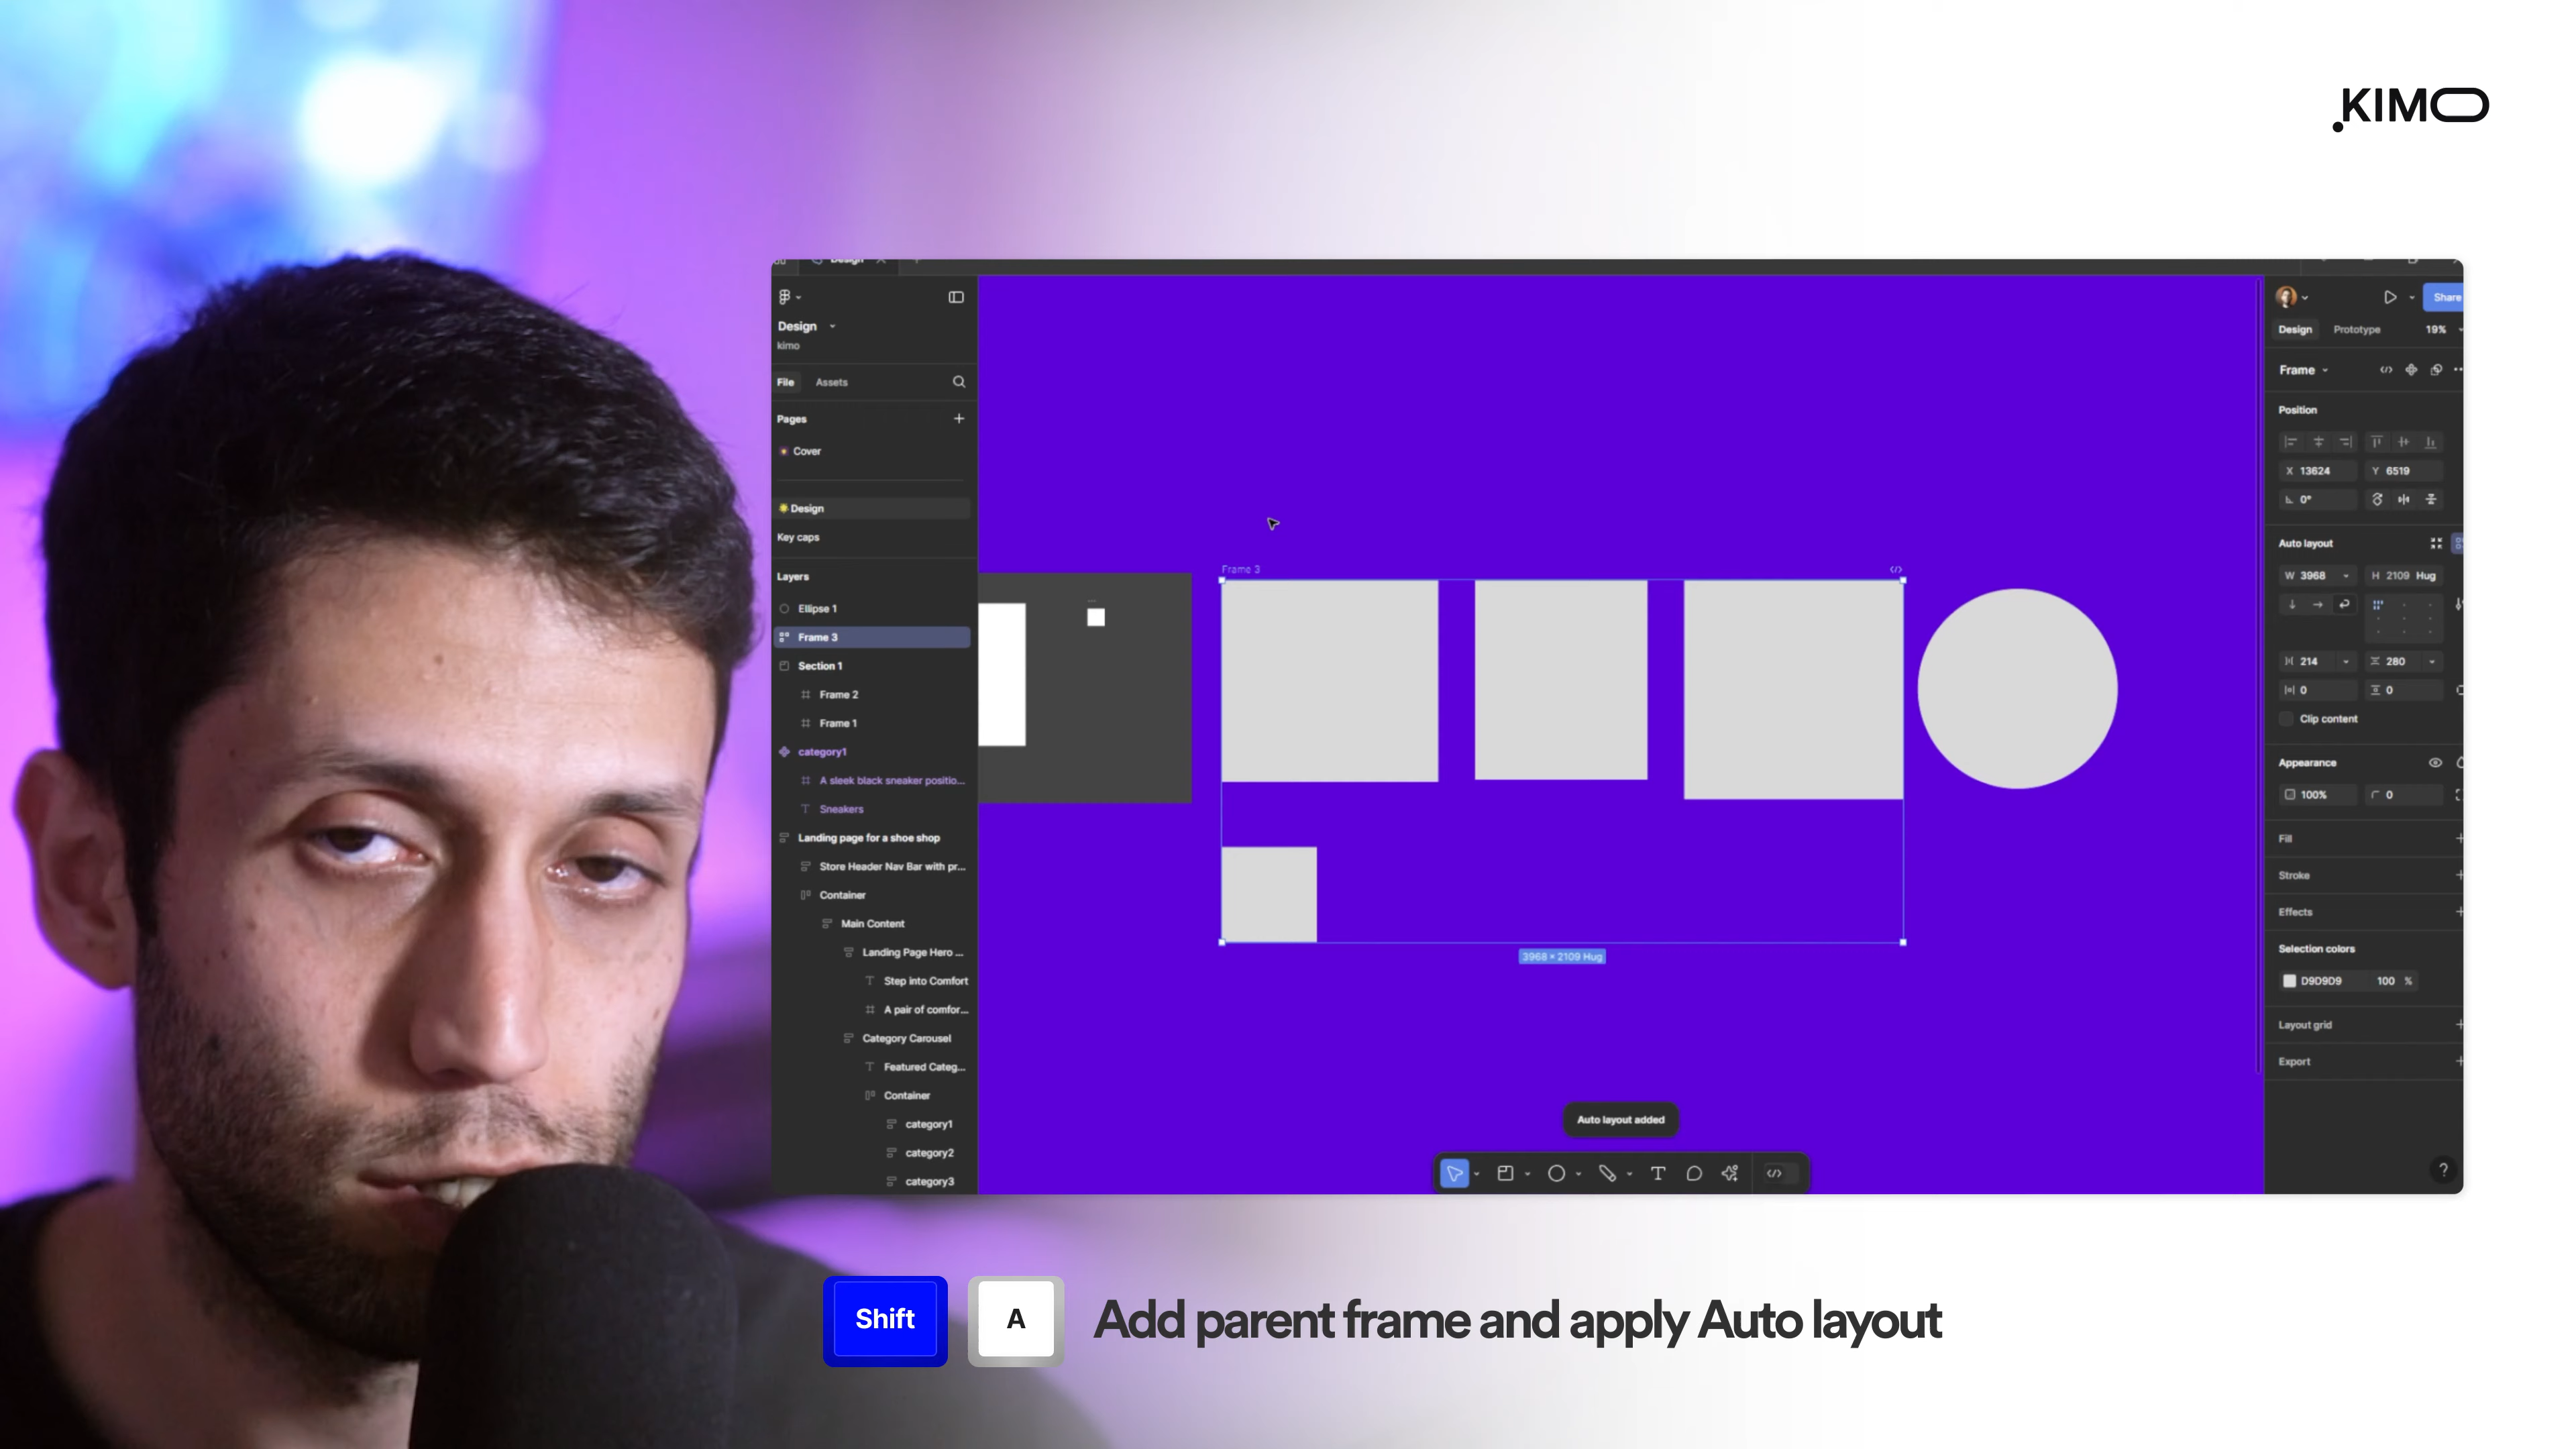 .KIMO
Design
Design
kimo
File Assets
Pages
Cover
Design
Key caps
Layers
Ellipse 1
Frame 3
Section 1
Frame 2
Frame 1
category1
A sleek black sneaker positio...
Sneakers
Landing page for a shoe shop
Store Header Nav Bar with pr...
Container
Main Content
Landing Page Hero ...
Step into Comfort
A pair of comfor...
Category Carousel
Featured Categ...
Container
category1
category2
category3
Frame 3
3968 × 2109 Hug
Auto layout added
Share
Design Prototype 19%
Frame
Position
X 13624 Y 6519
0°
Auto layout
W 3968 H 2109 Hug
214 280
0 0
Clip content
Appearance
100% 0
Fill
Stroke
Effects
Selection colors
D9D9D9 100 %
Layout grid
Export
?
Shift A Add parent frame and apply Auto layout